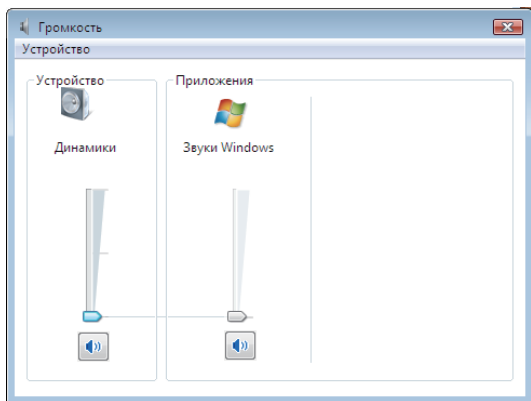 Громкость
Устройство
Устройство
Приложения
Динамики
Звуки Windows